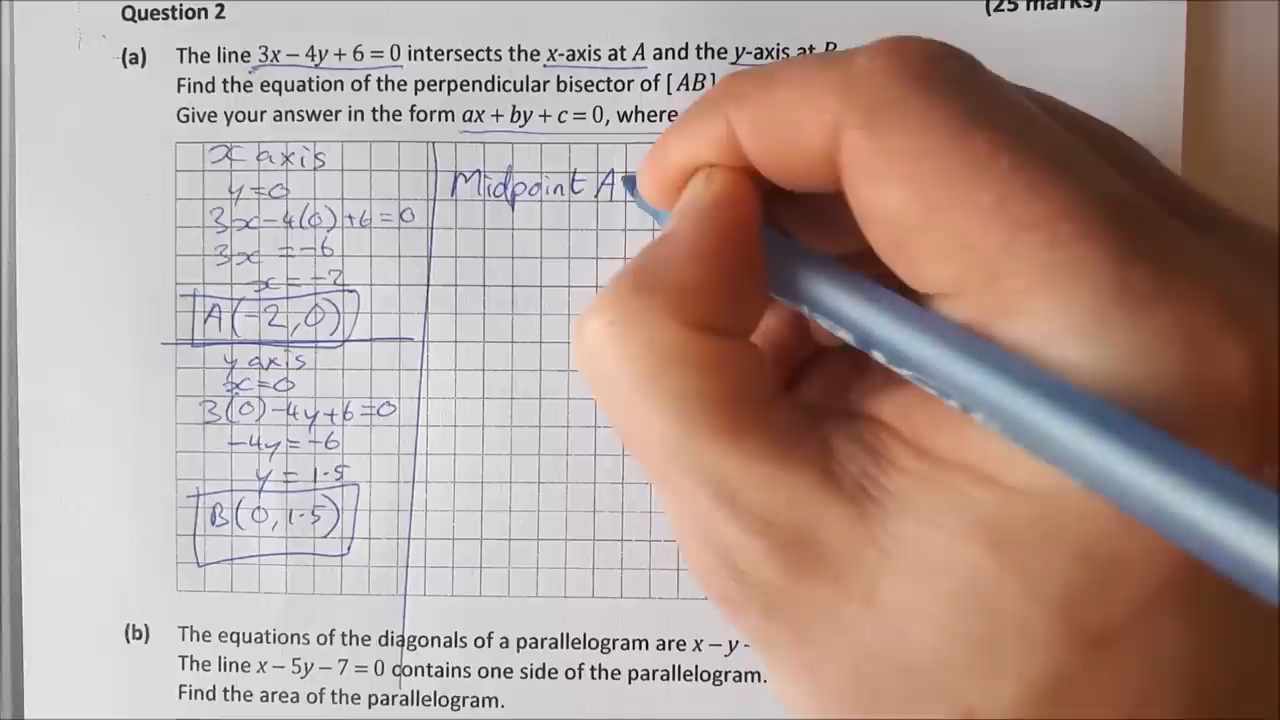 Question 2
(25 marks)
(a) The line 3x – 4y + 6 = 0 intersects the x-axis at A and the y-axis at B
Find the equation of the perpendicular bisector of [AB]
Give your answer in the form ax + by + c = 0, where
x axis
y=0
3x-4(0)+6=0
3x =-6
x=-2
A(-2,0)
y axis
x=0
3(0)-4y+6=0
-4y=-6
y = 1.5
B(0,1.5)
Midpoint A
(b) The equations of the diagonals of a parallelogram are x – y -
The line x – 5y – 7 = 0 contains one side of the parallelogram.
Find the area of the parallelogram.